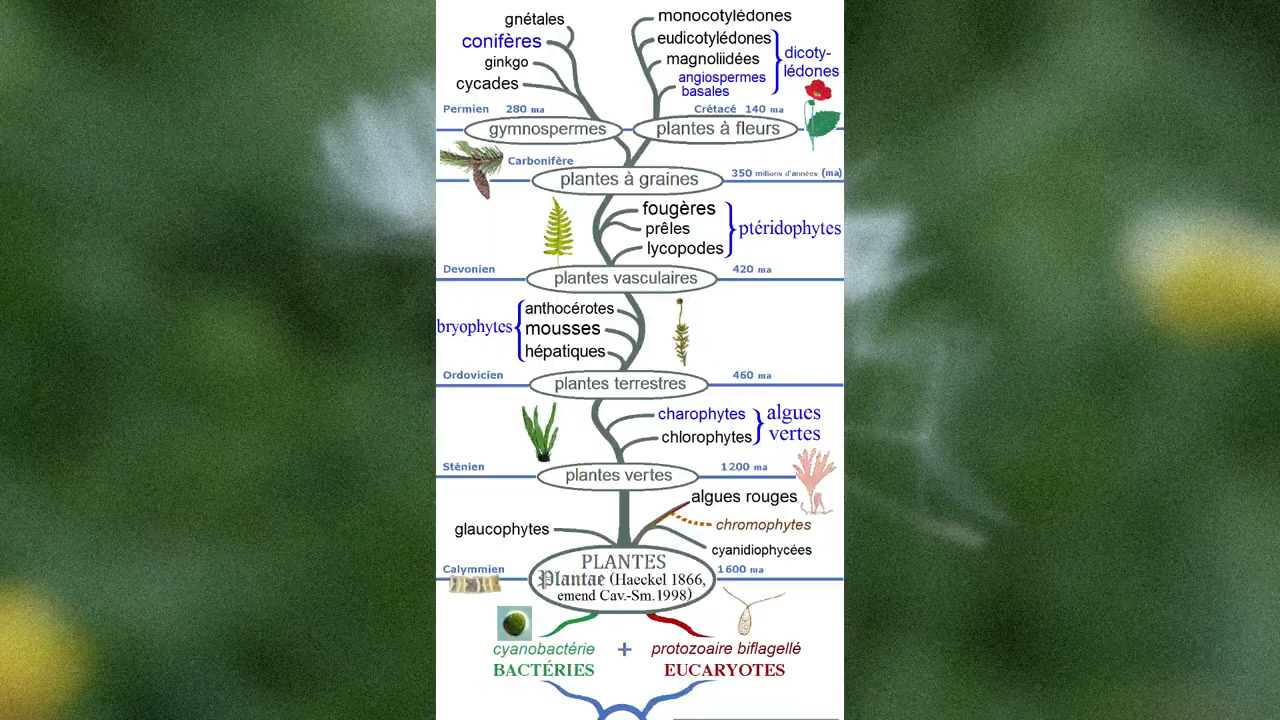 gnétales
conifères
ginkgo
cycades
monocotylédones
eudicotylédones
magnoliidées
angiospermes
basales
dicoty-
lédones
Permien 280 ma
Crétacé 140 ma
gymnospermes
plantes à fleurs
Carbonifère
plantes à graines
350 millions d'années (ma)
fougères
prêles
lycopodes
ptéridophytes
Devonien
plantes vasculaires
420 ma
bryophytes
anthocérotes
mousses
hépatiques
Ordovicien
plantes terrestres
460 ma
charophytes
chlorophytes
algues
vertes
Sténien
plantes vertes
1200 ma
algues rouges
chromophytes
glaucophytes
cyanidiophycées
Calymmien
PLANTES
Plantae (Haeckel 1866,
emend Cav.-Sm. 1998)
1600 ma
cyanobactérie + protozoaire biflagellé
BACTÉRIES EUCARYOTES